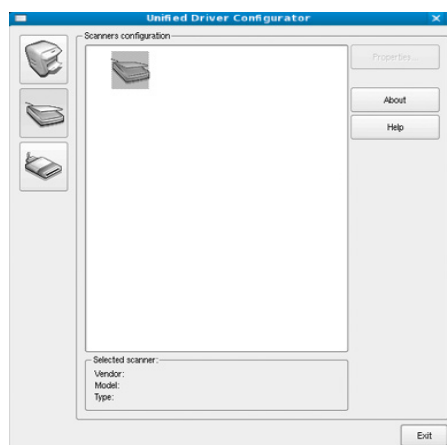 Unified Driver Configurator
Scanners configuration
Properties...
About
Help
Selected scanner:
Vendor:
Model:
Type:
Exit